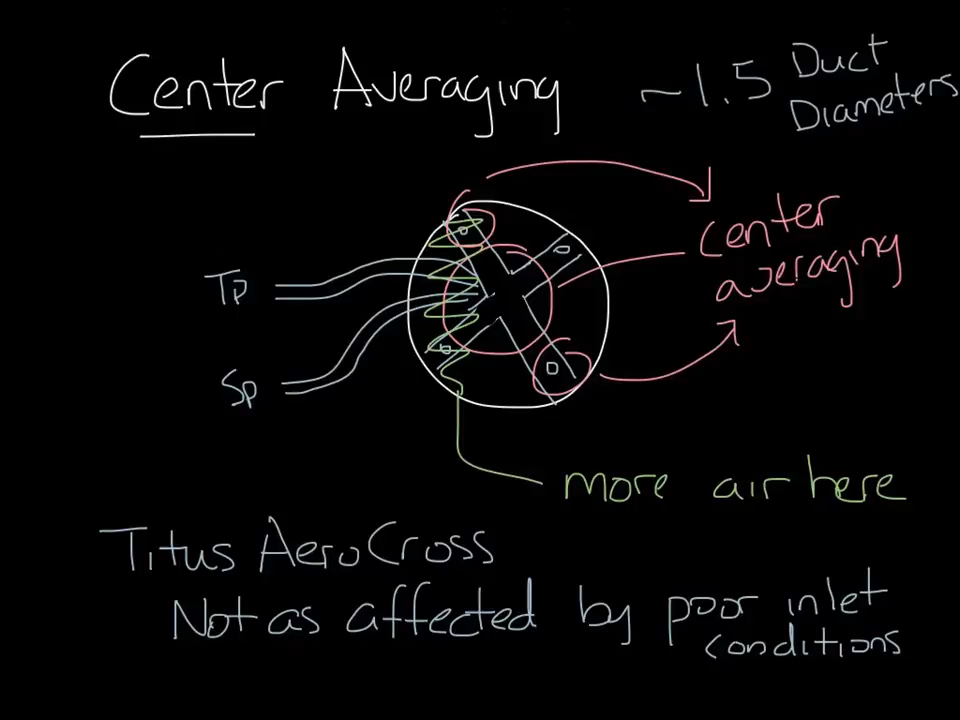 Center Averaging
~1.5 Duct
Diameters
center
averaging
Tp
Sp
more air here
Titus AeroCross
Not as affected by poor inlet
conditions